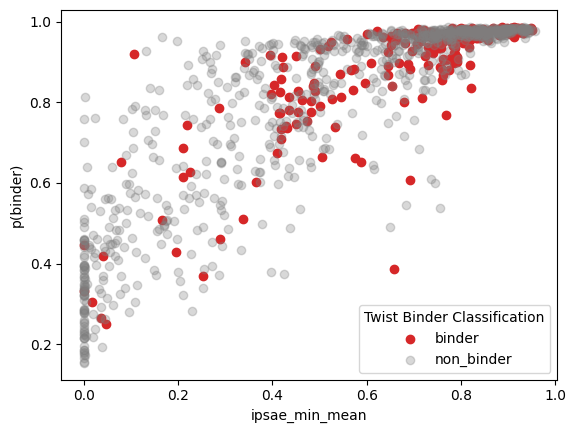 1.0
0.8
0.6
0.4
0.2
p(binder)
Twist Binder Classification
binder
non_binder
0.0 0.2 0.4 0.6 0.8 1.0
ipsae_min_mean